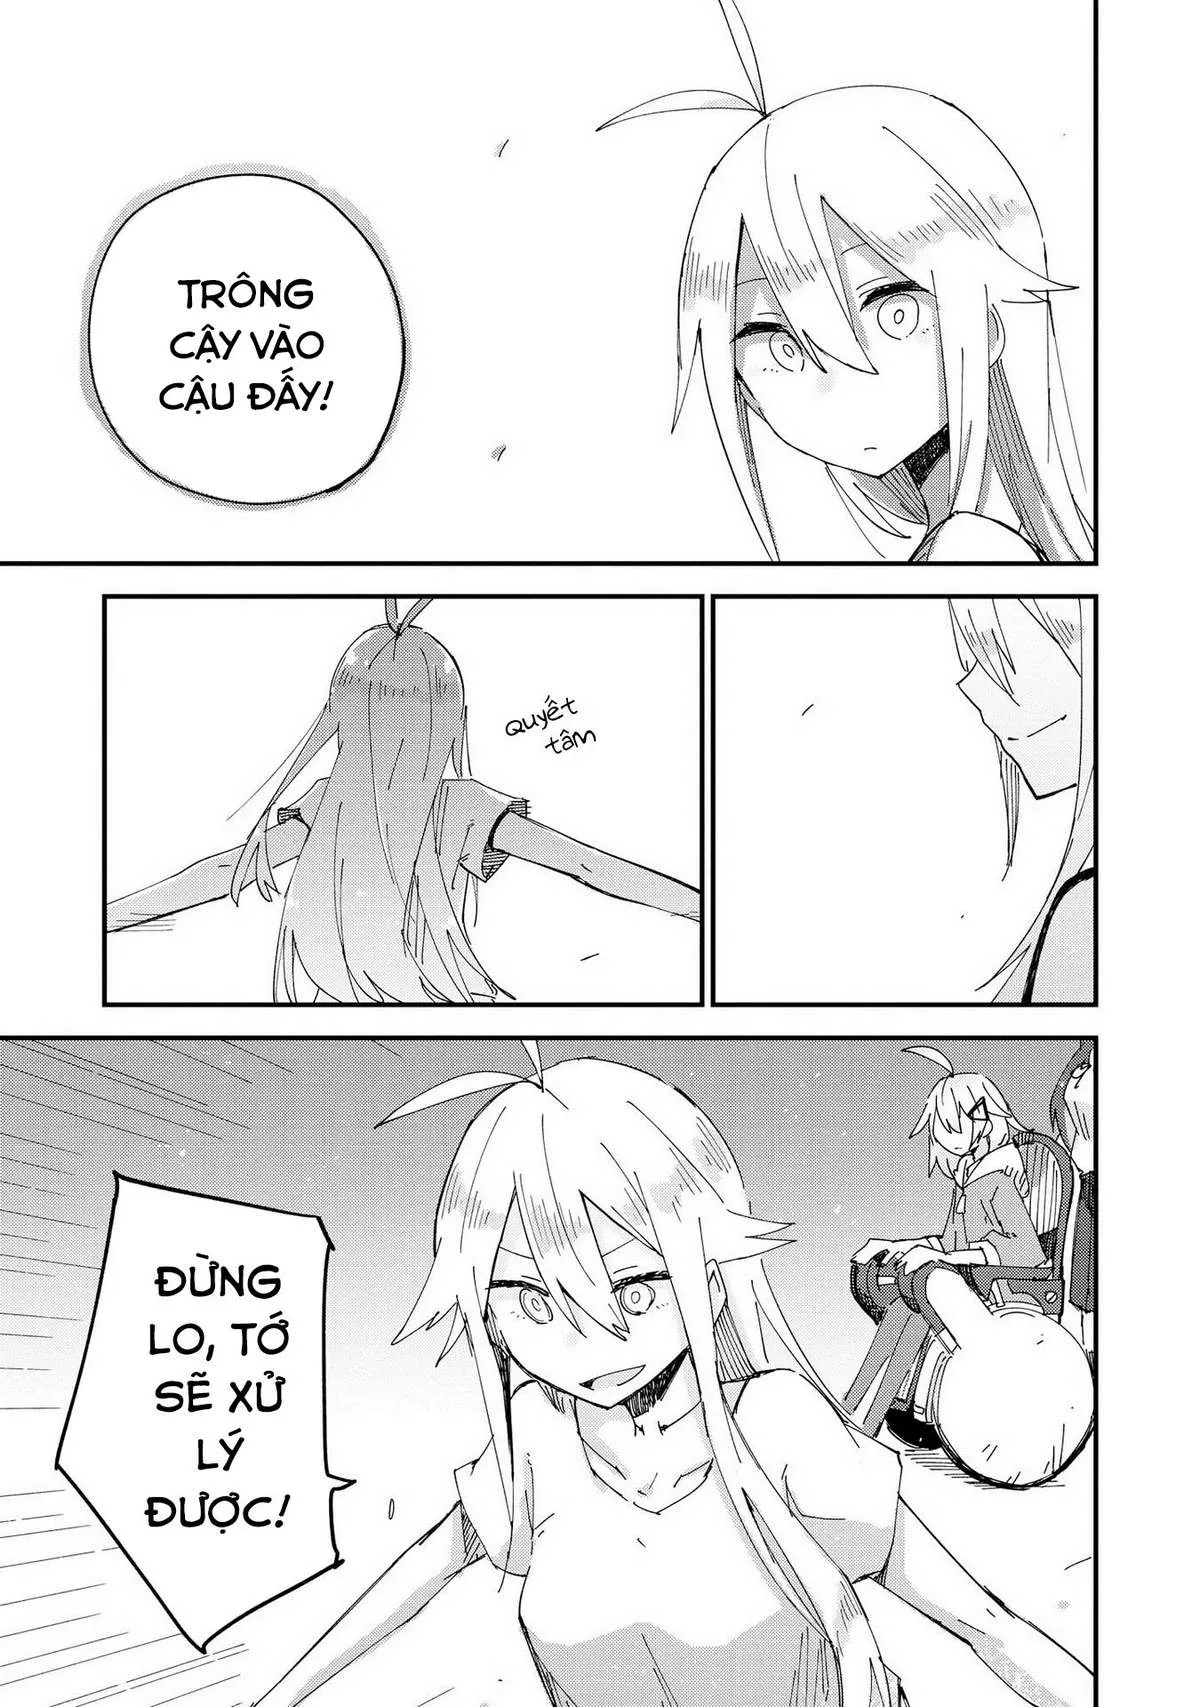 TRÔNG
CẬY VÀO
CẬU ĐẤY!
QUYẾT
TÂM
ĐỪNG
LO, TỚ
SẼ XỬ
LÝ
ĐƯỢC!